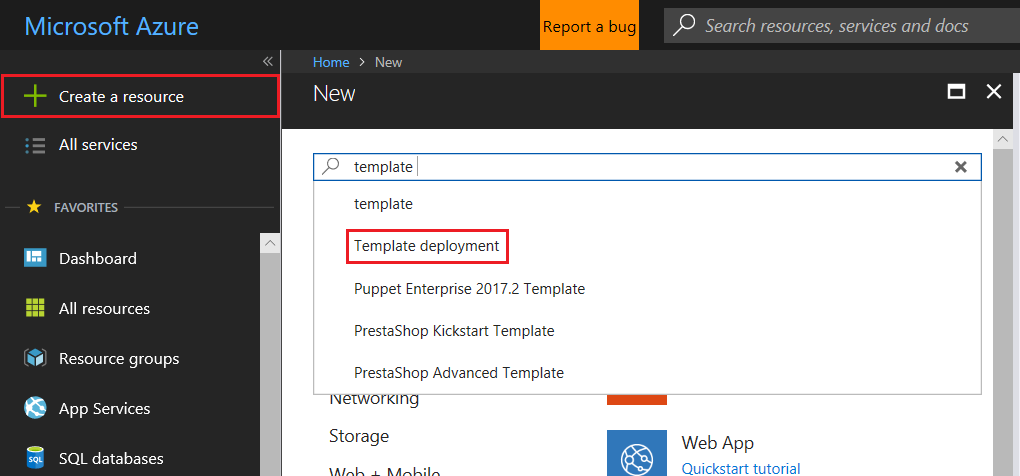 Microsoft Azure
Report a bug
Search resources, services and docs
«
Home > New
New
Create a resource
All services
FAVORITES
Dashboard
All resources
Resource groups
App Services
SQL databases
SQL
template
template
Template deployment
Puppet Enterprise 2017.2 Template
PrestaShop Kickstart Template
PrestaShop Advanced Template
Networking
Storage
Web + Mobile
Web App
Quickstart tutorial